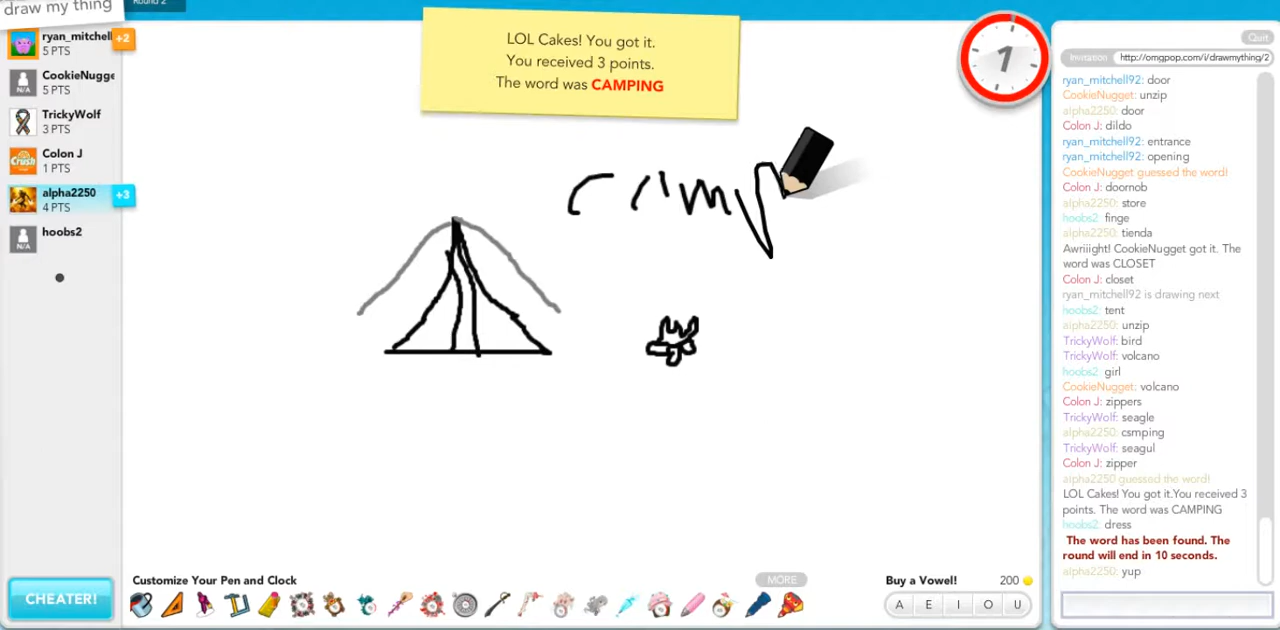 draw my thing
Round 2
ryan_mitchell
+2
5 PTS
CookieNugge
5 PTS
N/A
TrickyWolf
3 PTS
Colon J
1 PTS
Crush
alpha2250
+3
4 PTS
hoobs2
N/A
CHEATER!
LOL Cakes! You got it.
You received 3 points.
The word was CAMPING
1
camp
Customize Your Pen and Clock
MORE
Buy a Vowel!
200
A E I O U
Quit
Invitation http://omgpop.com/i/drawmything/2
ryan_mitchell92: door
CookieNugget: unzip
alpha2250: door
Colon J: dildo
ryan_mitchell92: entrance
ryan_mitchell92: opening
CookieNugget guessed the word!
Colon J: doornob
alpha2250: store
hoobs2: finge
alpha2250: tienda
Awriiight! CookieNugget got it. The
word was CLOSET
Colon J: closet
ryan_mitchell92 is drawing next
hoobs2: tent
alpha2250: unzip
TrickyWolf: bird
TrickyWolf: volcano
hoobs2: girl
CookieNugget: volcano
Colon J: zippers
TrickyWolf: seagle
alpha2250: csmping
TrickyWolf: seagul
Colon J: zipper
alpha2250 guessed the word!
LOL Cakes! You got it.You received 3
points. The word was CAMPING
hoobs2: dress
The word has been found. The
round will end in 10 seconds.
alpha2250: yup